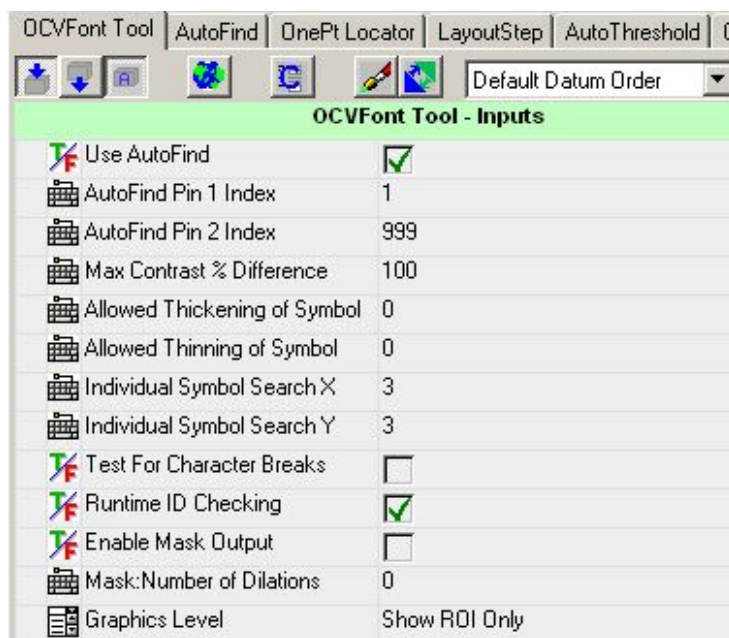 OCVFont Tool AutoFind OnePt Locator LayoutStep AutoThreshold
Default Datum Order
OCVFont Tool - Inputs
T/F Use AutoFind
AutoFind Pin 1 Index 1
AutoFind Pin 2 Index 999
Max Contrast % Difference 100
Allowed Thickening of Symbol 0
Allowed Thinning of Symbol 0
Individual Symbol Search X 3
Individual Symbol Search Y 3
T/F Test For Character Breaks
T/F Runtime ID Checking
T/F Enable Mask Output
Mask:Number of Dilations 0
Graphics Level Show ROI Only